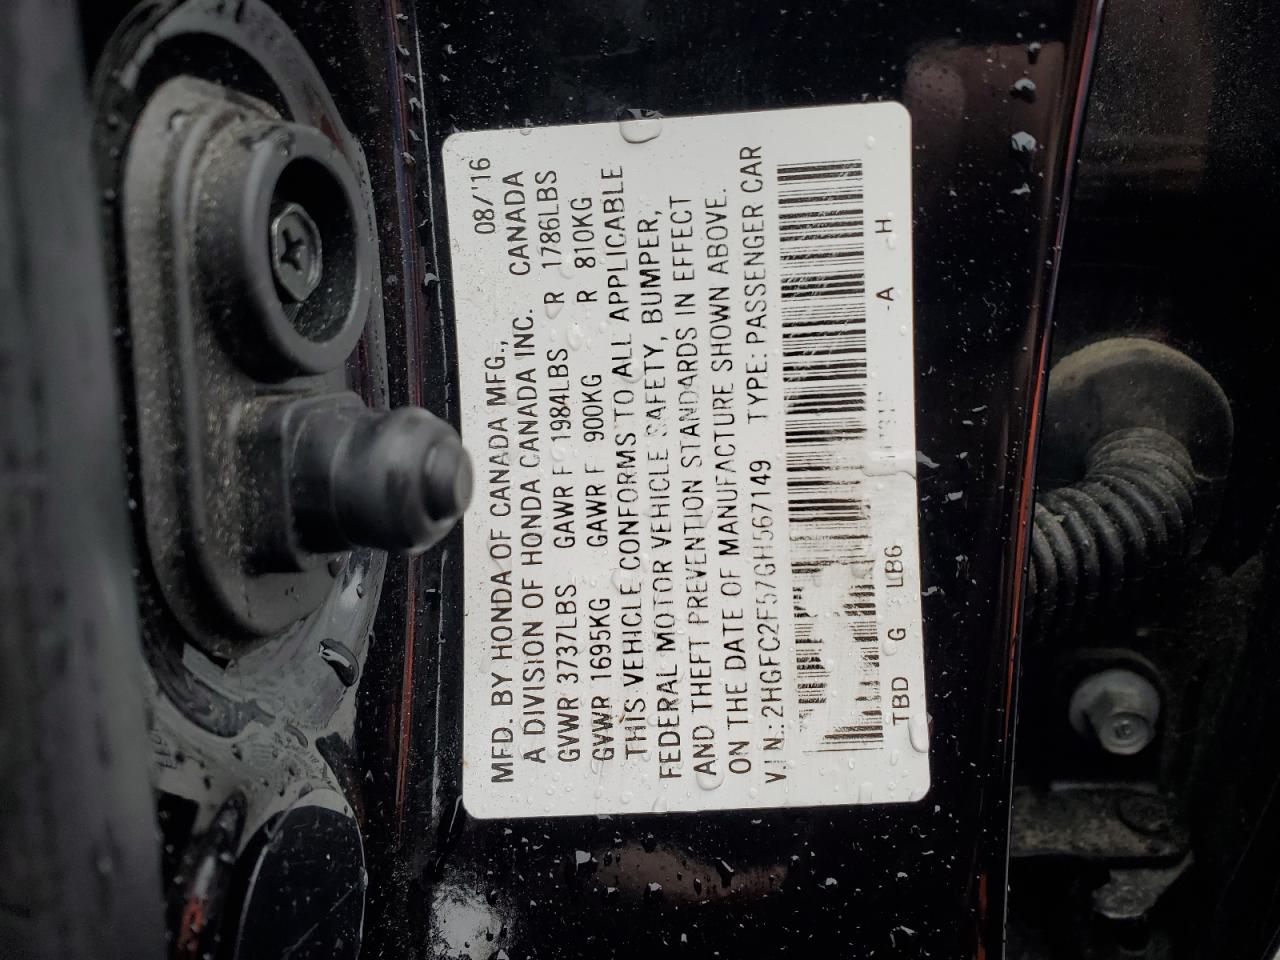 MFD. BY HONDA OF CANADA MFG., 08/'16
A DIVISION OF HONDA CANADA INC. CANADA
GVWR 3737LBS GAWR F 1984LBS R 1786LBS
GVWR 1695KG GAWR F 900KG R 810KG
THIS VEHICLE CONFORMS TO ALL APPLICABLE
FEDERAL MOTOR VEHICLE SAFETY, BUMPER,
AND THEFT PREVENTION STANDARDS IN EFFECT
ON THE DATE OF MANUFACTURE SHOWN ABOVE.
V.I N.: 2HGFC2F57GH567149 TYPE: PASSENGER CAR
TBD G A H